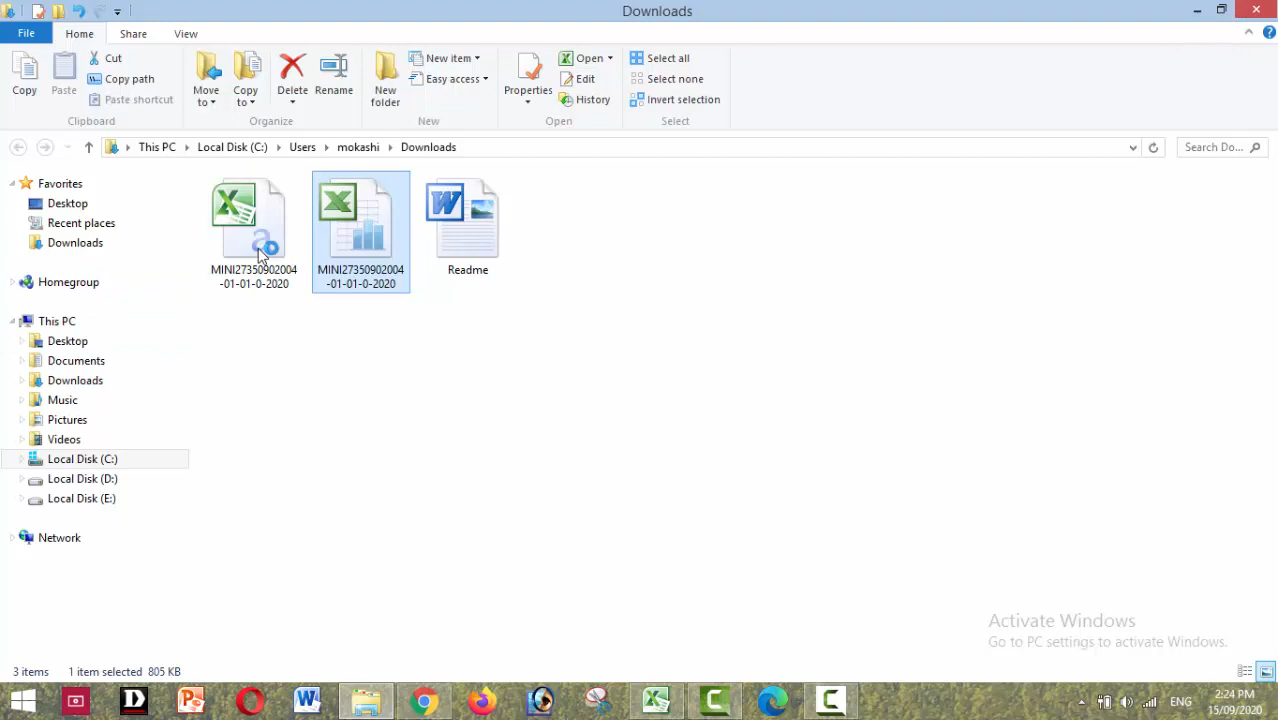 Downloads
File Home Share View
Copy
Paste
Cut
Copy path
Paste shortcut
Clipboard
Move to
Copy to
Delete
Rename
Organize
New folder
New item
Easy access
New
Properties
Open
Edit
History
Open
Select all
Select none
Invert selection
Select
This PC Local Disk (C:) Users mokashi Downloads
Search Do...
Favorites
Desktop
Recent places
Downloads
Homegroup
This PC
Desktop
Documents
Downloads
Music
Pictures
Videos
Local Disk (C:)
Local Disk (D:)
Local Disk (E:)
Network
MINI27350902004
-01-01-0-2020
MINI27350902004
-01-01-0-2020
Readme
Activate Windows
Go to PC settings to activate Windows.
3 items 1 item selected 805 KB
ENG
2:24 PM
15/09/2020